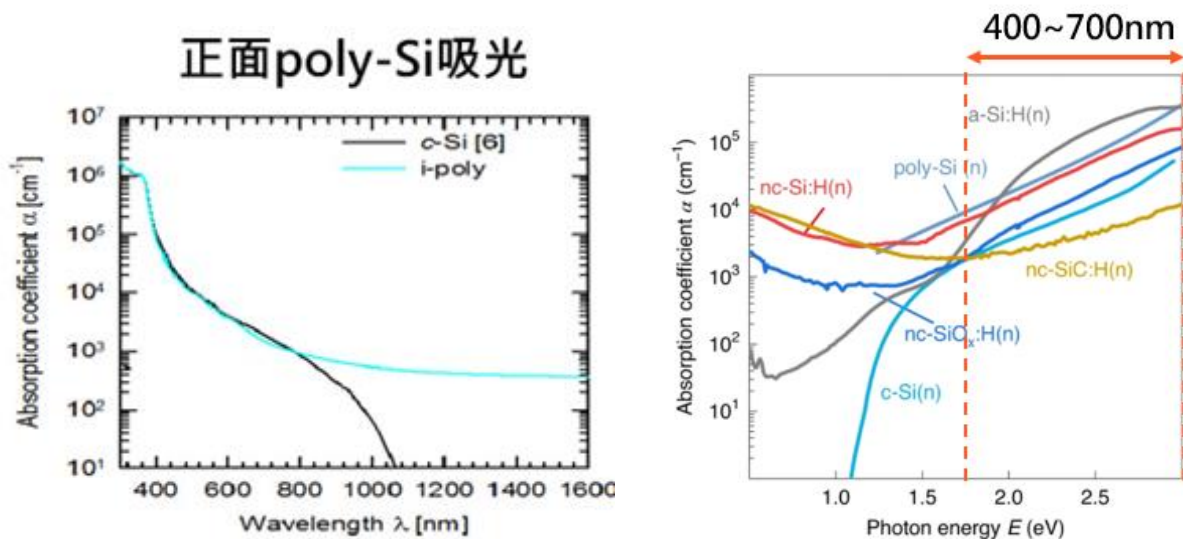 正面poly-Si吸光
Absorption coefficient α [cm⁻¹]
10⁷
10⁶
10⁵
10⁴
10³
10²
10¹
c-Si [6]
i-poly
400 600 800 1000 1200 1400 1600
Wavelength λ [nm]
400~700nm
Absorption coefficient α (cm⁻¹)
10⁵
10⁴
10³
10²
10¹
a-Si:H(n)
poly-Si (n)
nc-Si:H(n)
nc-SiC:H(n)
nc-SiOₓ:H(n)
c-Si(n)
1.0 1.5 2.0 2.5
Photon energy E (eV)